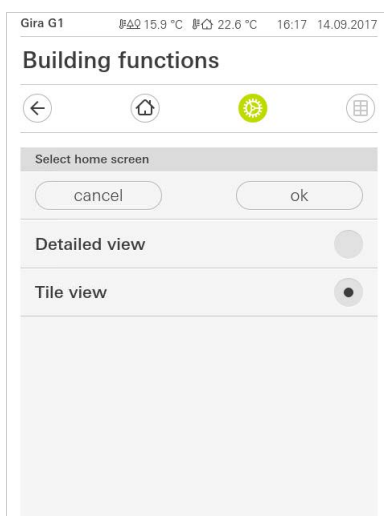 Gira G1 15.9 °C 22.6 °C 16:17 14.09.2017
Building functions
Select home screen
cancel ok
Detailed view
Tile view